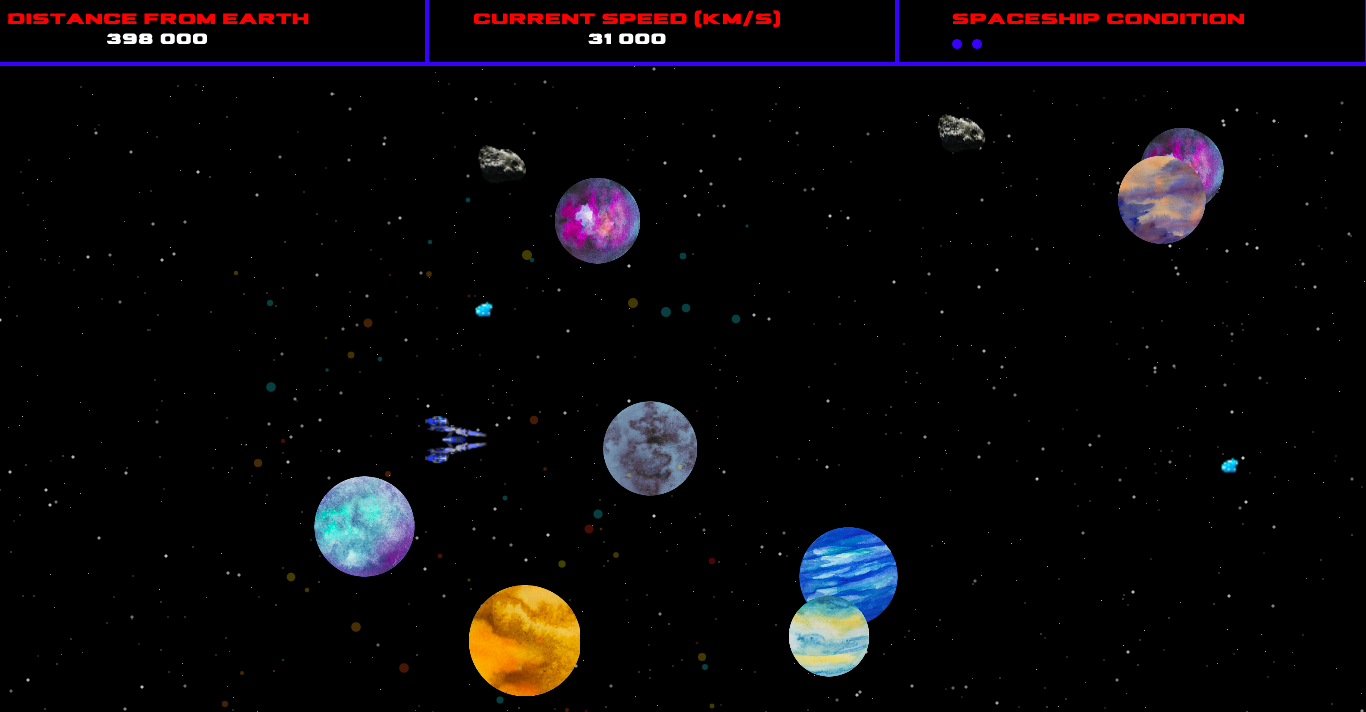 DISTANCE FROM EARTH
398 000
CURRENT SPEED (KM/S)
31 000
SPACESHIP CONDITION